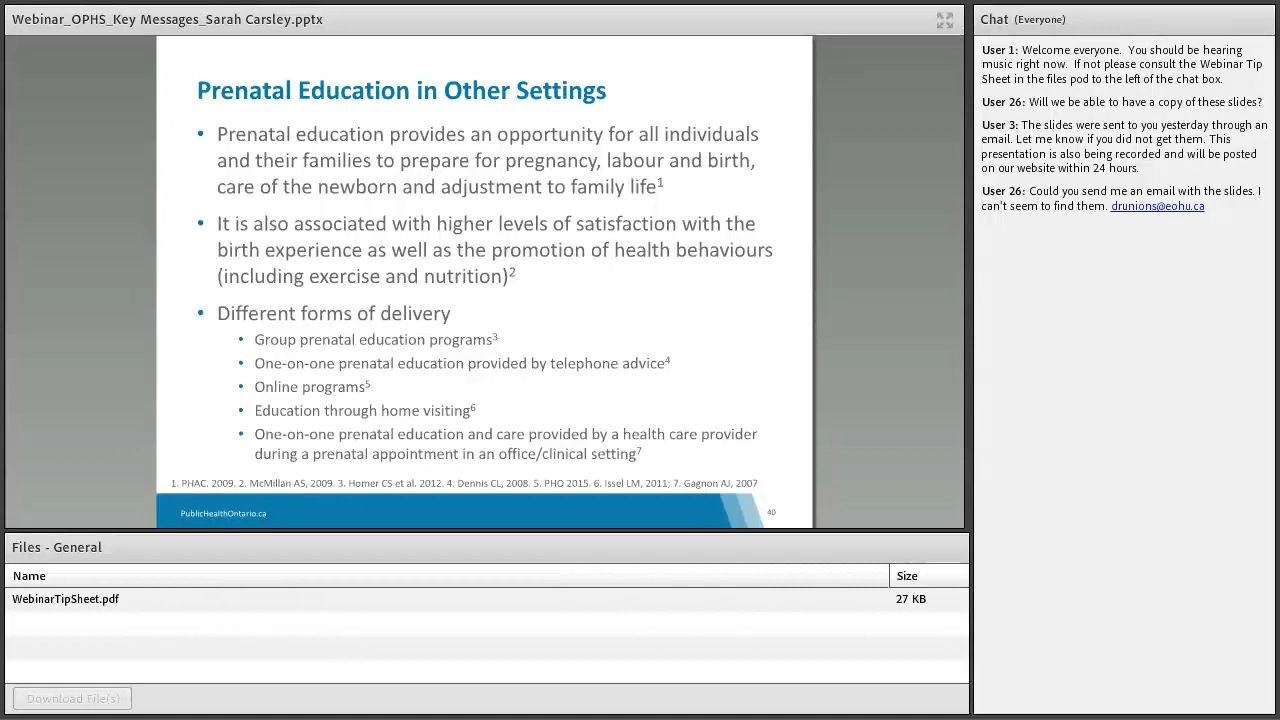 Webinar_OPHS_Key Messages_Sarah Carsley.pptx
Prenatal Education in Other Settings
• Prenatal education provides an opportunity for all individuals
and their families to prepare for pregnancy, labour and birth,
care of the newborn and adjustment to family life1
• It is also associated with higher levels of satisfaction with the
birth experience as well as the promotion of health behaviours
(including exercise and nutrition)2
• Different forms of delivery
• Group prenatal education programs3
• One-on-one prenatal education provided by telephone advice4
• Online programs5
• Education through home visiting6
• One-on-one prenatal education and care provided by a health care provider
during a prenatal appointment in an office/clinical setting7
1. PHAC. 2009. 2. McMillan AS, 2009. 3. Homer CS et al. 2012. 4. Dennis CL, 2008. 5. PHO 2015. 6. Issel LM, 2011; 7. Gagnon AJ, 2007
PublicHealthOntario.ca
40
Files - General
Name Size
WebinarTipSheet.pdf 27 KB
Download File(s)
Chat (Everyone)
User 1: Welcome everyone. You should be hearing
music right now. If not please consult the Webinar Tip
Sheet in the files pod to the left of the chat box.
User 26: Will we be able to have a copy of these slides?
User 3: The slides were sent to you yesterday through an
email. Let me know if you did not get them. This
presentation is also being recorded and will be posted
on our website within 24 hours.
User 26: Could you send me an email with the slides. I
can't seem to find them. drunions@eohu.ca